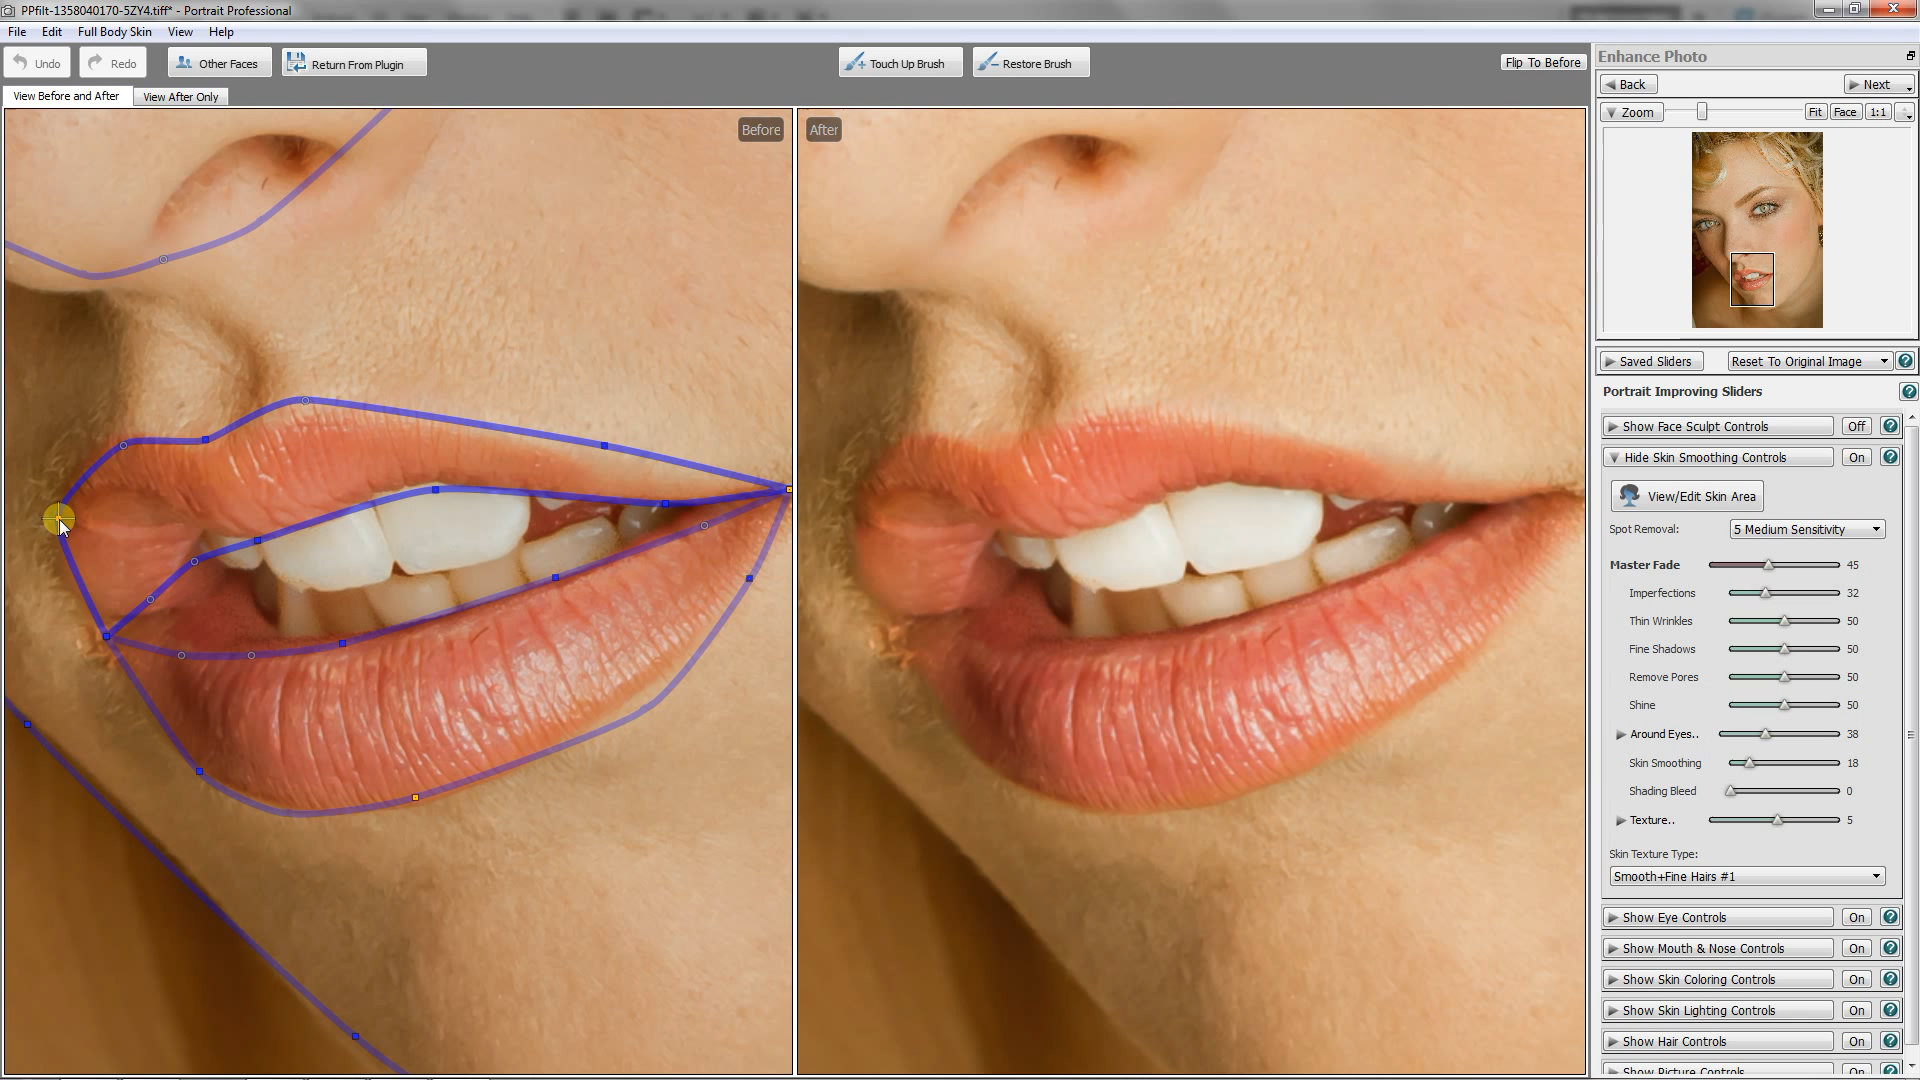 PPfilt-1358040170-5ZY4.tiff* - Portrait Professional
File Edit Full Body Skin View Help
Undo Redo Other Faces Return From Plugin Touch Up Brush Restore Brush Flip To Before
View Before and After View After Only
Before
After
Enhance Photo
Back Next
Zoom Fit Face 1:1
Saved Sliders Reset To Original Image ?
Portrait Improving Sliders ?
Show Face Sculpt Controls Off ?
Hide Skin Smoothing Controls On ?
View/Edit Skin Area
Spot Removal: 5 Medium Sensitivity
Master Fade 45
Imperfections 32
Thin Wrinkles 50
Fine Shadows 50
Remove Pores 50
Shine 50
Around Eyes.. 38
Skin Smoothing 18
Shading Bleed 0
Texture.. 5
Skin Texture Type:
Smooth+Fine Hairs #1
Show Eye Controls On ?
Show Mouth & Nose Controls On ?
Show Skin Coloring Controls On ?
Show Skin Lighting Controls On ?
Show Hair Controls On ?
Show Picture Controls On ?